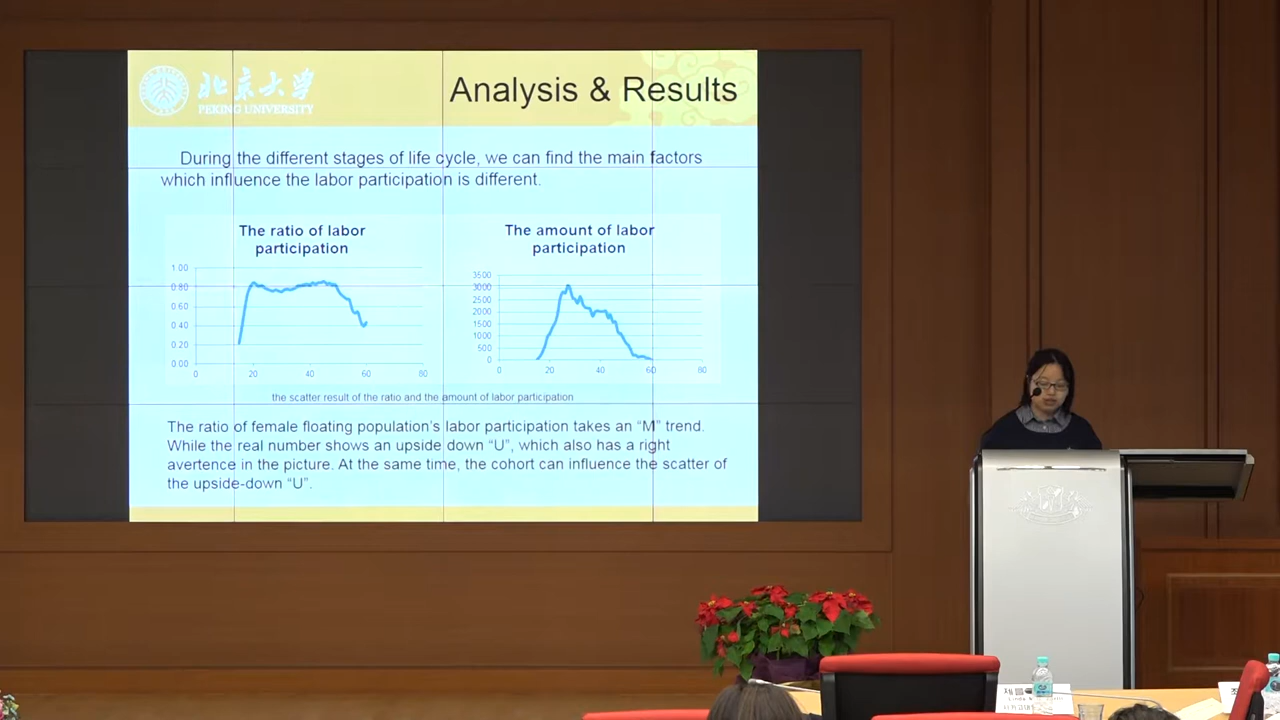 北京大学
PEKING UNIVERSITY
Analysis & Results
During the different stages of life cycle, we can find the main factors
which influence the labor participation is different.
The ratio of labor
participation
1.00
0.80
0.60
0.40
0.20
0.00
0 20 40 60 80
The amount of labor
participation
3500
3000
2500
2000
1500
1000
500
0
0 20 40 60 80
the scatter result of the ratio and the amount of labor participation
The ratio of female floating population's labor participation takes an “M” trend.
While the real number shows an upside down “U”, which also has a right
avertence in the picture. At the same time, the cohort can influence the scatter of
the upside-down “U”.